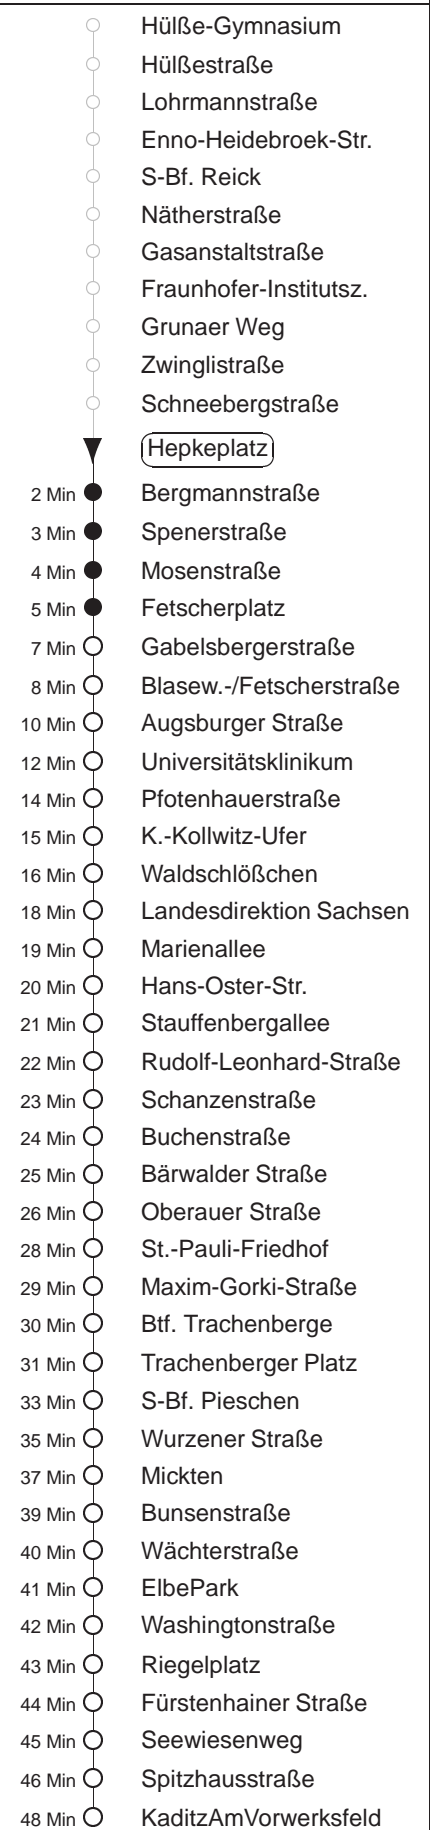 Hülße-Gymnasium
Hülßestraße
Lohrmannstraße
Enno-Heidebroek-Str.
S-Bf. Reick
Nätherstraße
Gasanstaltstraße
Fraunhofer-Institutsz.
Grunaer Weg
Zwinglistraße
Schneebergstraße
Hepkeplatz
2 Min Bergmannstraße
3 Min Spenerstraße
4 Min Mosenstraße
5 Min Fetscherplatz
7 Min Gabelsbergerstraße
8 Min Blasew.-/Fetscherstraße
10 Min Augsburger Straße
12 Min Universitätsklinikum
14 Min Pfotenhauerstraße
15 Min K.-Kollwitz-Ufer
16 Min Waldschlößchen
18 Min Landesdirektion Sachsen
19 Min Marienallee
20 Min Hans-Oster-Str.
21 Min Stauffenbergallee
22 Min Rudolf-Leonhard-Straße
23 Min Schanzenstraße
24 Min Buchenstraße
25 Min Bärwalder Straße
26 Min Oberauer Straße
28 Min St.-Pauli-Friedhof
29 Min Maxim-Gorki-Straße
30 Min Btf. Trachenberge
31 Min Trachenberger Platz
33 Min S-Bf. Pieschen
35 Min Wurzener Straße
37 Min Mickten
39 Min Bunsenstraße
40 Min Wächterstraße
41 Min ElbePark
42 Min Washingtonstraße
43 Min Riegelplatz
44 Min Fürstenhainer Straße
45 Min Seewiesenweg
46 Min Spitzhausstraße
48 Min KaditzAmVorwerksfeld